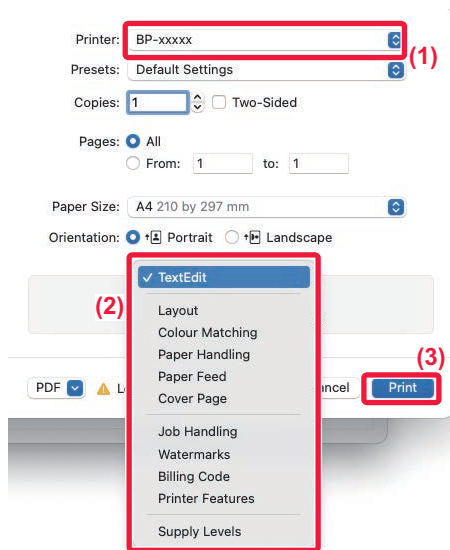 Printer: BP-xxxxx
(1)
Presets: Default Settings
Copies: 1 Two-Sided
Pages: All
From: 1 to: 1
Paper Size: A4 210 by 297 mm
Orientation: Portrait Landscape
(2)
TextEdit
Layout
Colour Matching
Paper Handling
Paper Feed
Cover Page
(3)
PDF Print
Job Handling
Watermarks
Billing Code
Printer Features
Supply Levels